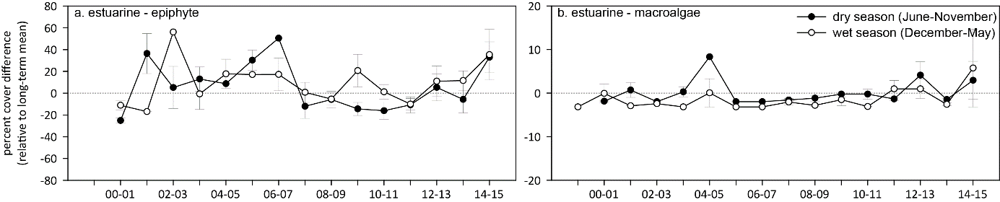 percent cover difference
(relative to long-term mean)
a. estuarine - epiphyte
80
60
40
20
0
-20
-40
-60
-80
00-01 02-03 04-05 06-07 08-09 10-11 12-13 14-15
b. estuarine - macroalgae
dry season (June-November)
wet season (December-May)
20
10
0
-10
-20
00-01 02-03 04-05 06-07 08-09 10-11 12-13 14-15